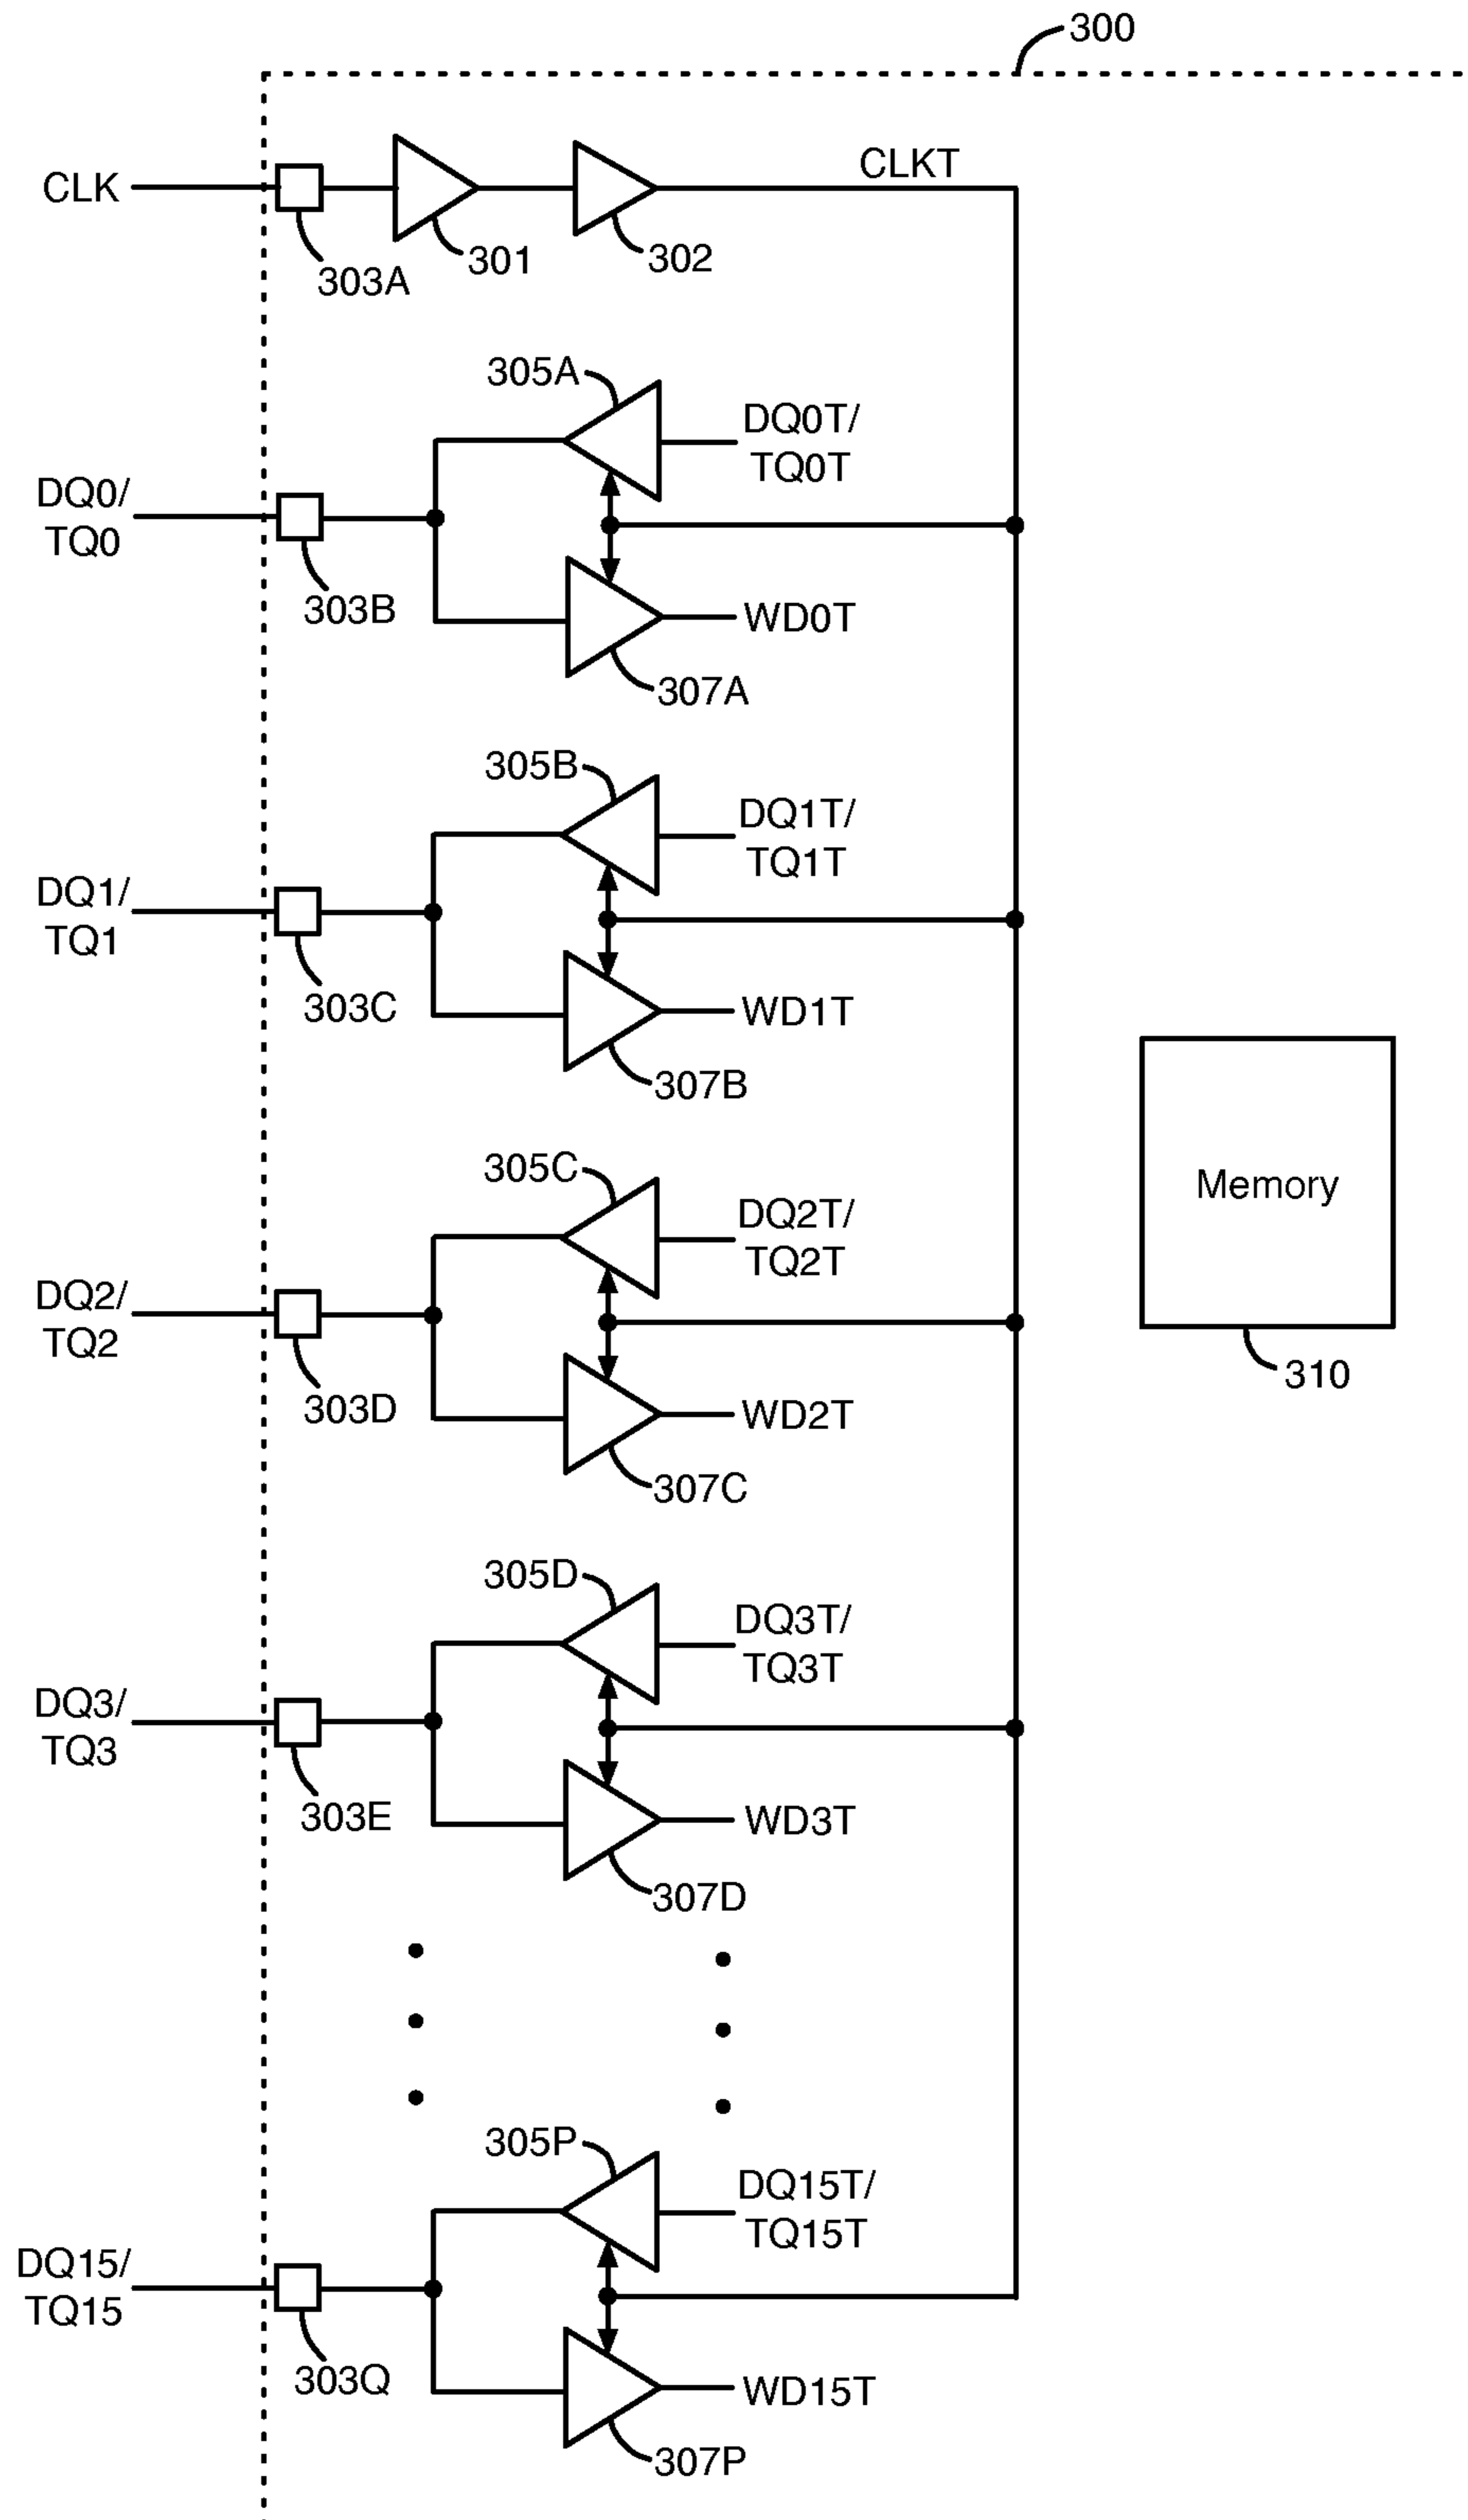 300
CLK
CLKT
303A
301
302
305A
DQ0T/
TQ0T
DQ0/
TQ0
303B
WD0T
307A
305B
DQ1T/
TQ1T
DQ1/
TQ1
303C
WD1T
307B
Memory
310
305C
DQ2T/
TQ2T
DQ2/
TQ2
303D
WD2T
307C
305D
DQ3T/
TQ3T
DQ3/
TQ3
303E
WD3T
307D
305P
DQ15T/
TQ15T
DQ15/
TQ15
303Q
WD15T
307P